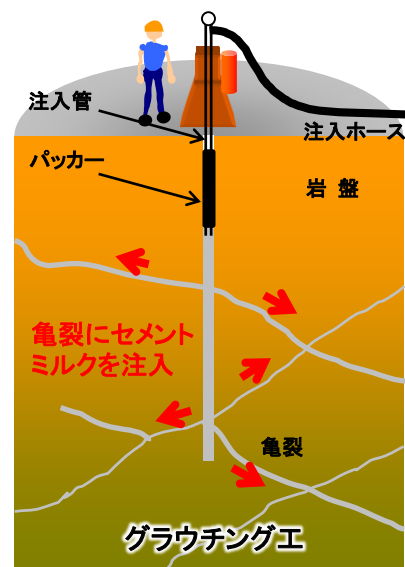 注入管
注入ホース
パッカー
岩 盤
亀裂にセメント
ミルクを注入
亀裂
グラウチング工